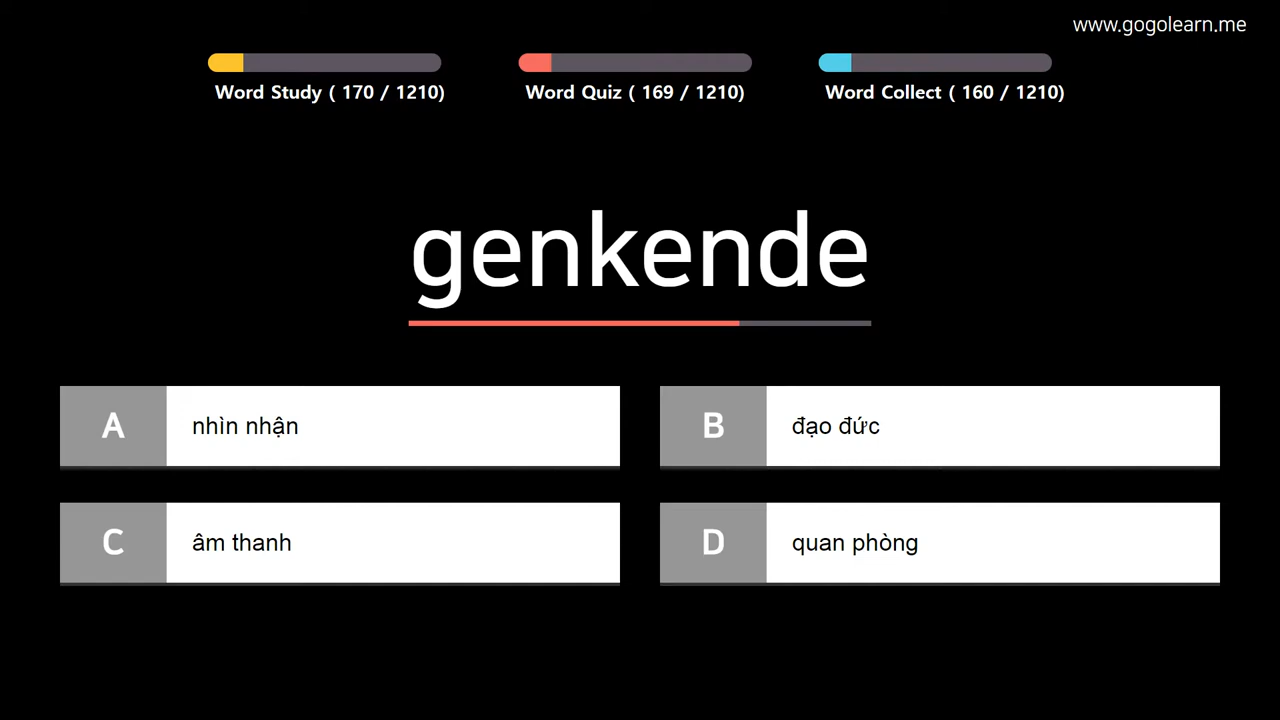 www.gogolearn.me
Word Study ( 170 / 1210)
Word Quiz ( 169 / 1210)
Word Collect ( 160 / 1210)
genkende
A nhìn nhận
B đạo đức
C âm thanh
D quan phòng